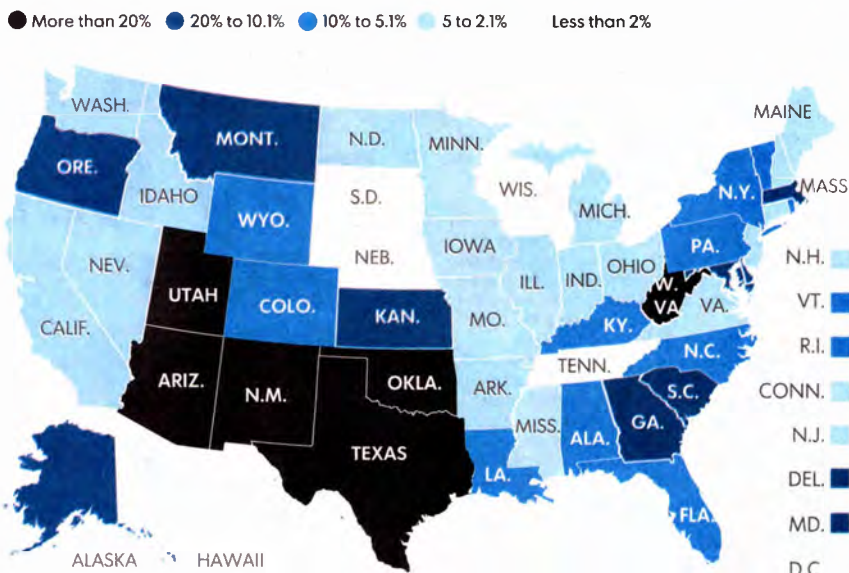 More than 20% 20% to 10.1% 10% to 5.1% 5 to 2.1% Less than 2%
WASH.
MONT.
N.D.
MINN.
MAINE
ORE.
IDAHO
S.D.
WIS.
MICH.
N.Y.
MASS
WYO.
NEB.
IOWA
PA.
N.H.
NEV.
UTAH
COLO.
KAN.
ILL.
IND.
OHIO
W.
VA
VA.
VT.
CALIF.
MO.
KY.
R.I.
ARIZ.
N.M.
OKLA.
ARK.
TENN.
N.C.
CONN.
TEXAS
MISS.
ALA.
GA.
S.C.
N.J.
LA.
FLA.
DEL.
MD.
ALASKA
HAWAII
D.C.